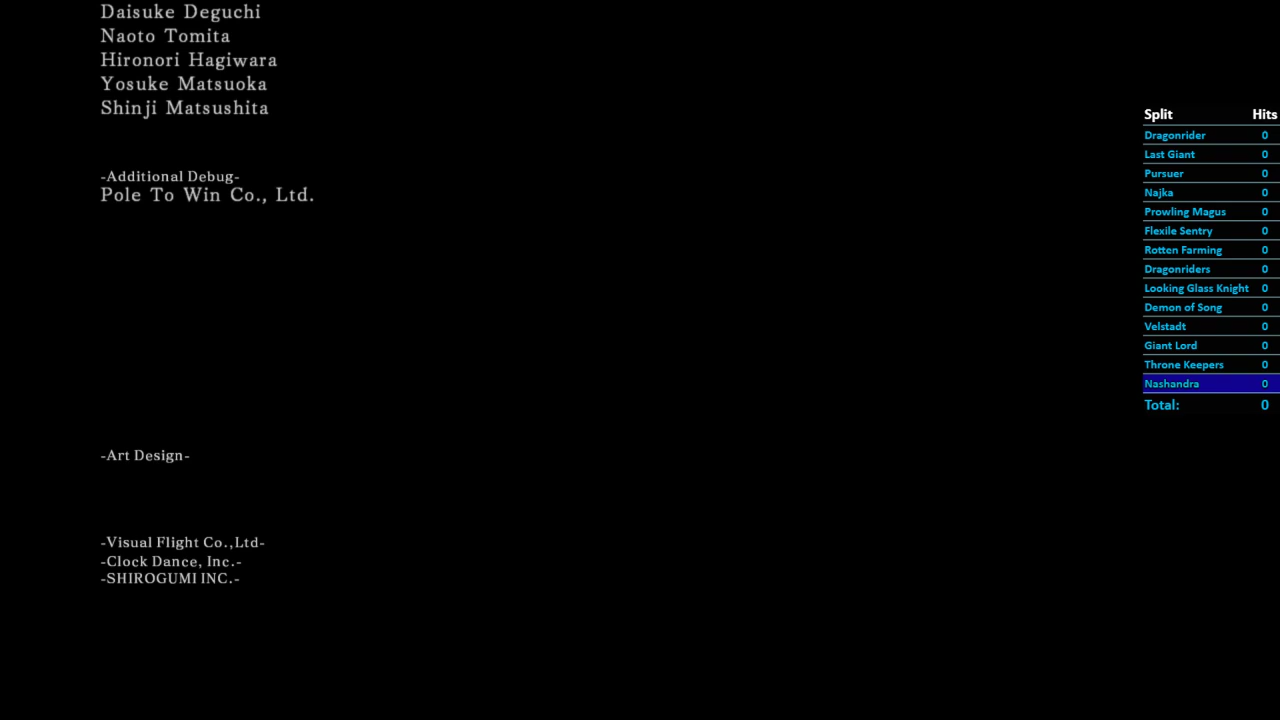 Daisuke Deguchi
Naoto Tomita
Hironori Hagiwara
Yosuke Matsuoka
Shinji Matsushita
-Additional Debug-
Pole To Win Co., Ltd.
-Art Design-
-Visual Flight Co.,Ltd-
-Clock Dance, Inc.-
-SHIROGUMI INC.-
Split Hits
Dragonrider 0
Last Giant 0
Pursuer 0
Najka 0
Prowling Magus 0
Flexile Sentry 0
Rotten Farming 0
Dragonriders 0
Looking Glass Knight 0
Demon of Song 0
Velstadt 0
Giant Lord 0
Throne Keepers 0
Nashandra 0
Total: 0